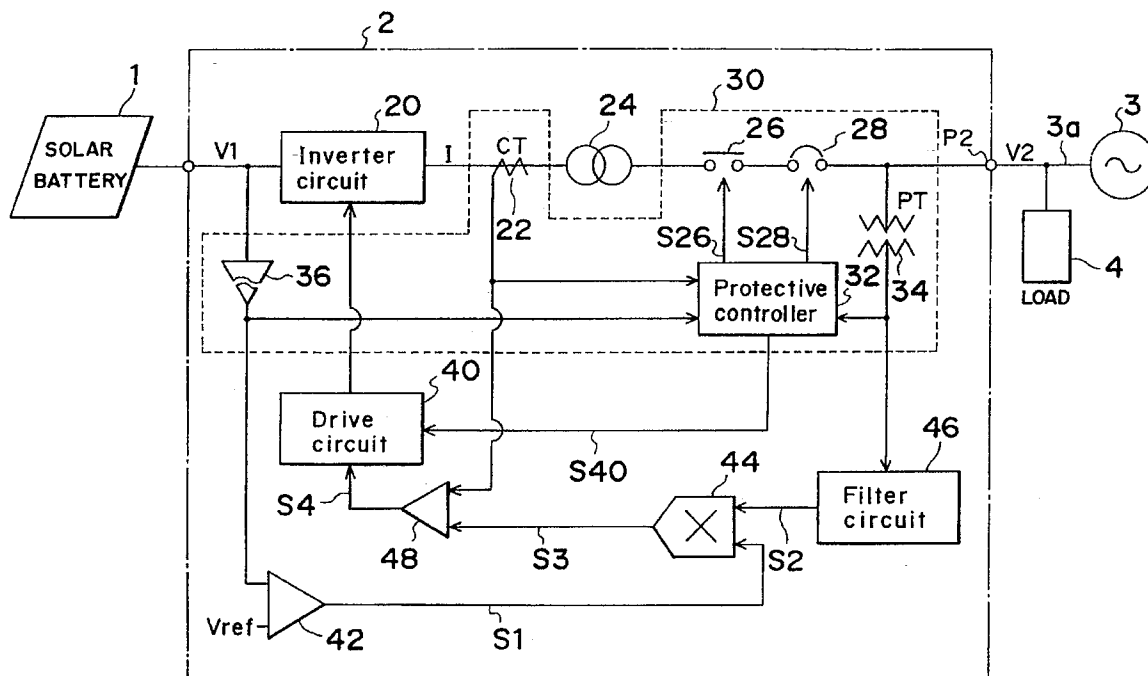 2
1
SOLAR
BATTERY
V1
20
Inverter
circuit
I
CT
22
24
30
26
28
P2
V2
3a
3
PT
34
4
LOAD
36
S26
S28
32
Protective
controller
40
Drive
circuit
S40
S4
48
S3
44
S2
46
Filter
circuit
Vref
42
S1